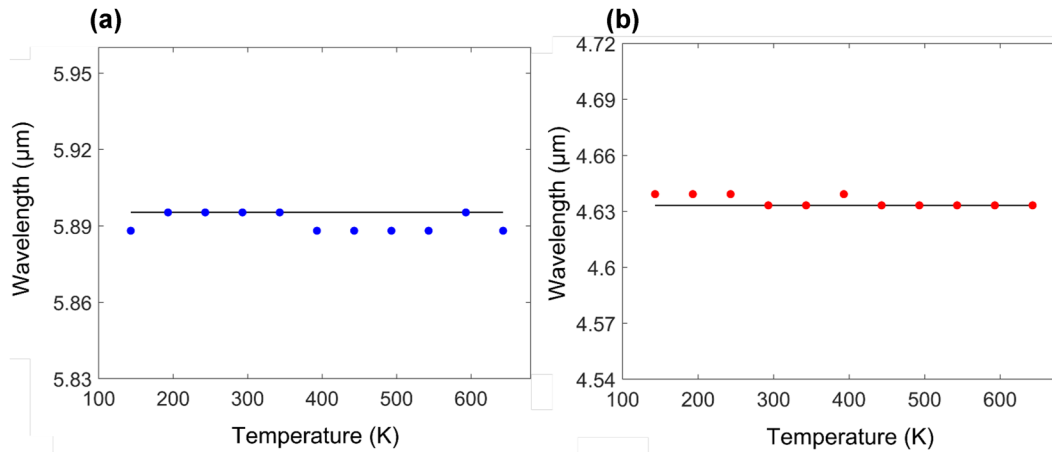 (a)
(b)
Wavelength (μm)
5.95
5.92
5.89
5.86
5.83
100 200 300 400 500 600
Temperature (K)
Wavelength (μm)
4.72
4.69
4.66
4.63
4.6
4.57
4.54
100 200 300 400 500 600
Temperature (K)